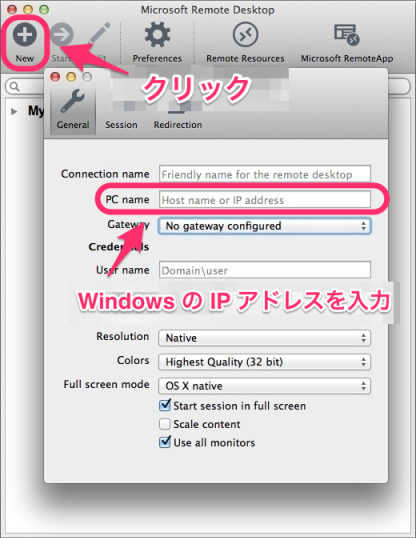 Microsoft Remote Desktop
New
Start
Edit
Preferences
Remote Resources
Microsoft RemoteApp
クリック
My
General
Session
Redirection
Connection name
Friendly name for the remote desktop
PC name
Host name or IP address
Gateway
No gateway configured
Credentials
User name
Domain\user
Windows の IP アドレスを入力
Resolution
Native
Colors
Highest Quality (32 bit)
Full screen mode
OS X native
Start session in full screen
Scale content
Use all monitors